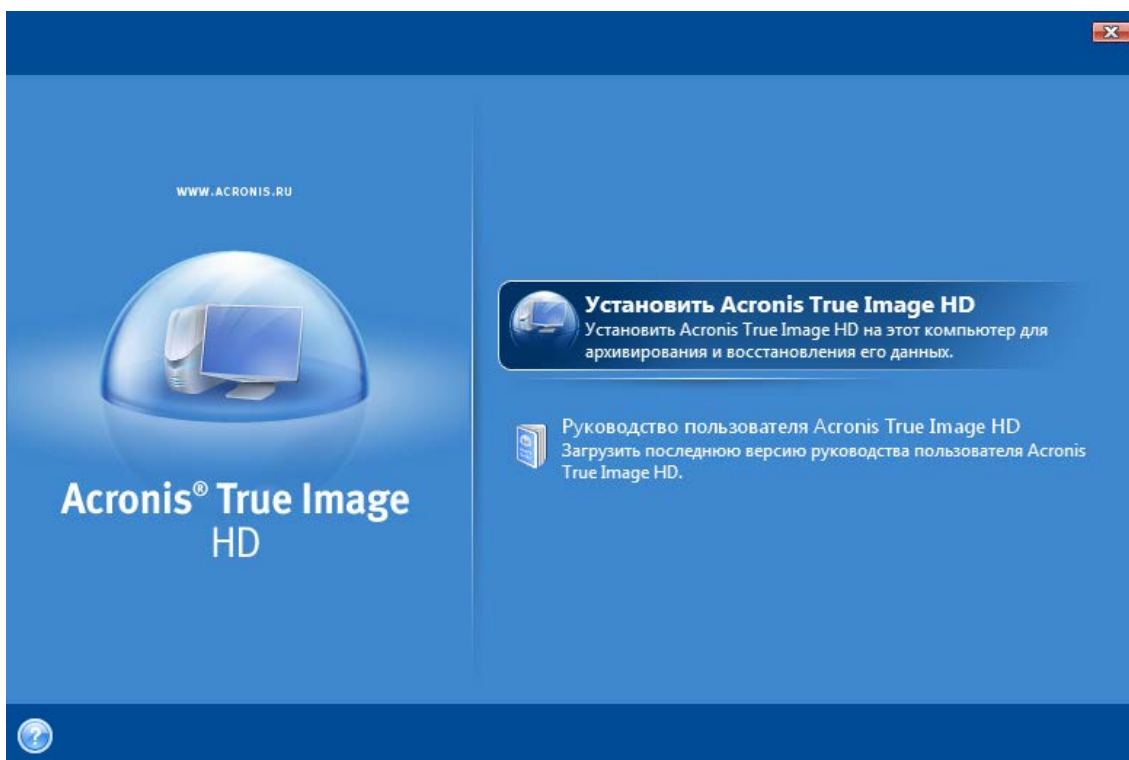 WWW.ACRONIS.RU
Acronis® True Image
HD
Установить Acronis True Image HD
Установить Acronis True Image HD на этот компьютер для
архивирования и восстановления его данных.
Руководство пользователя Acronis True Image HD
Загрузить последнюю версию руководства пользователя Acronis
True Image HD.
?